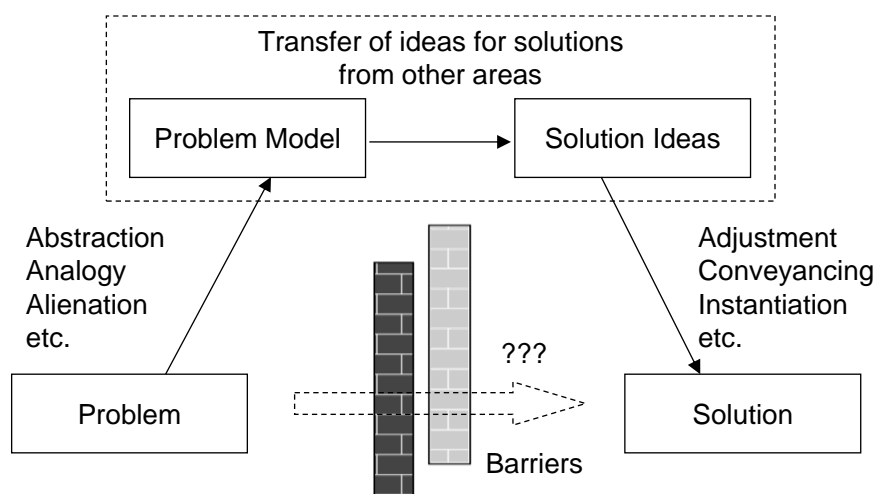 Transfer of ideas for solutions
from other areas
Problem Model
Solution Ideas
Abstraction
Analogy
Alienation
etc.
Adjustment
Conveyancing
Instantiation
etc.
???
Problem
Solution
Barriers